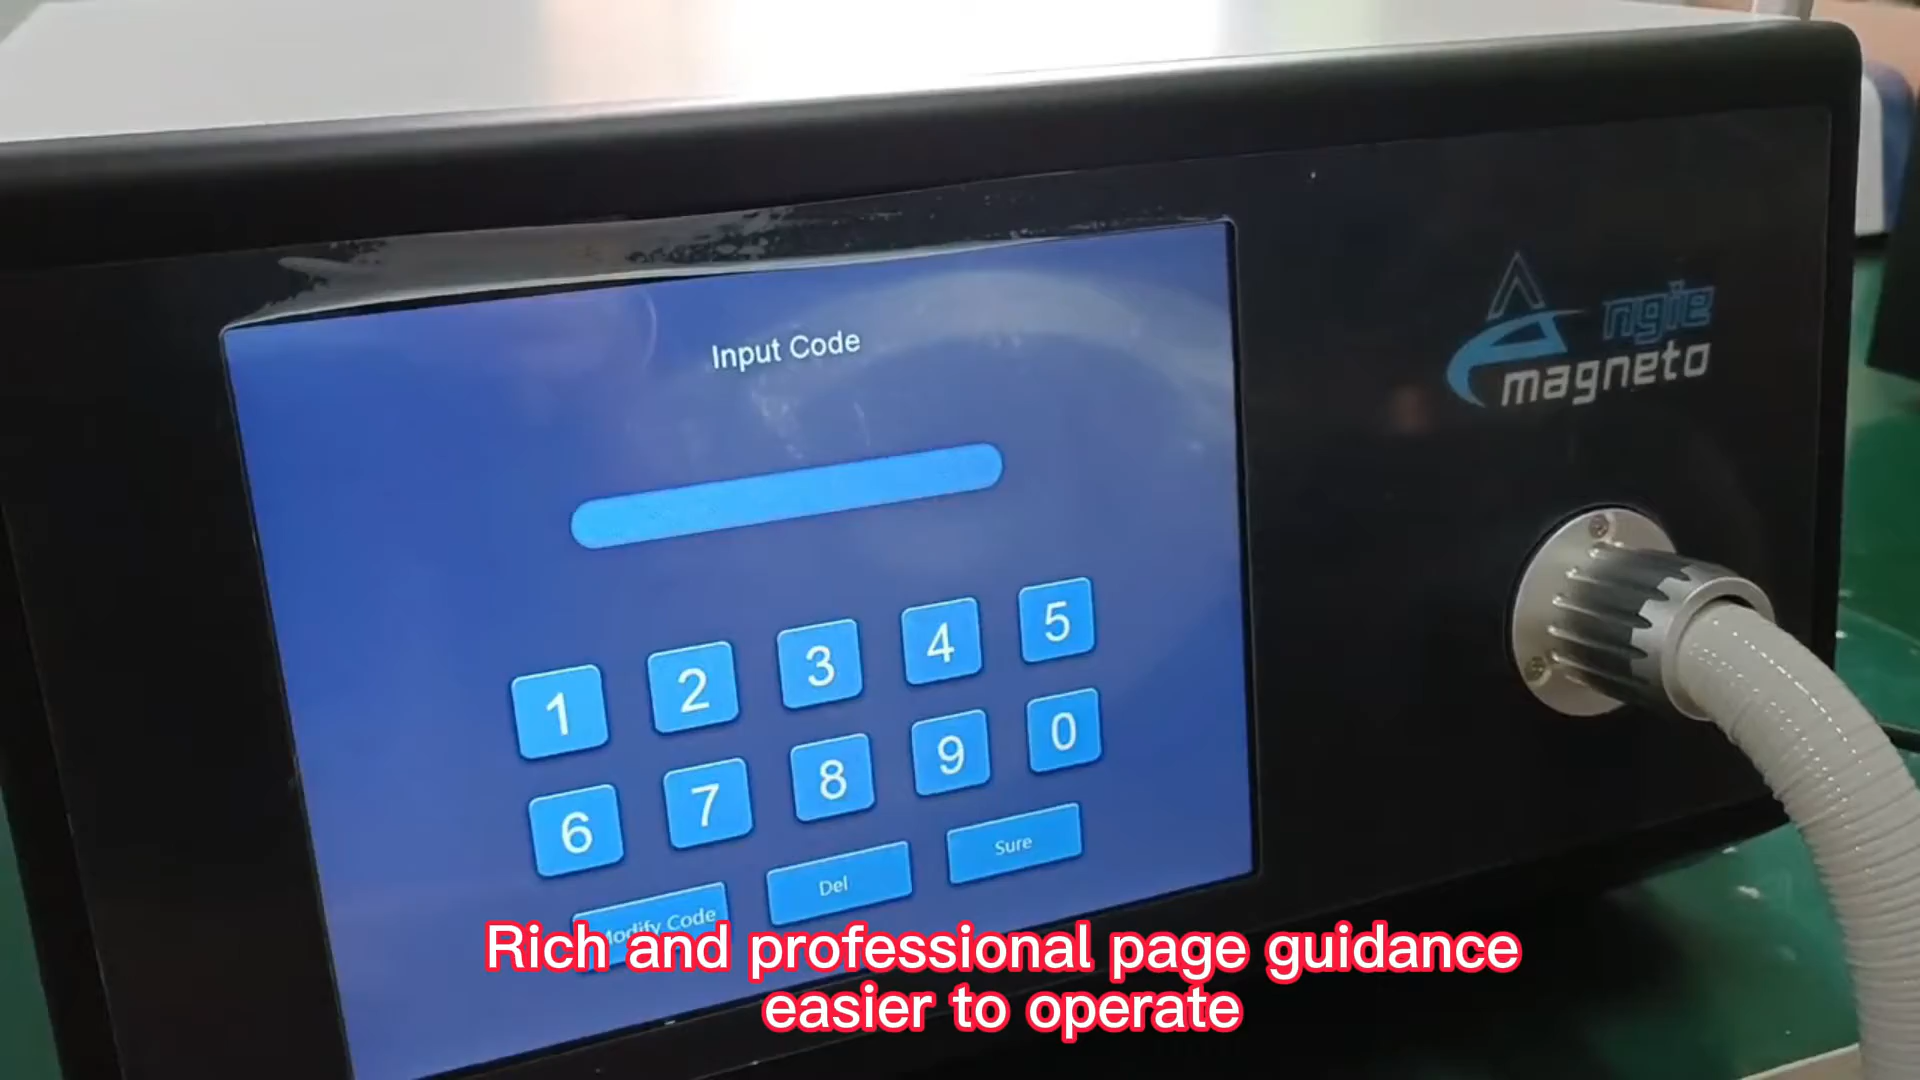 Angie
magneto
Input Code
1 2 3 4 5
6 7 8 9 0
Modify Code Del Sure
Rich and professional page guidance
easier to operate